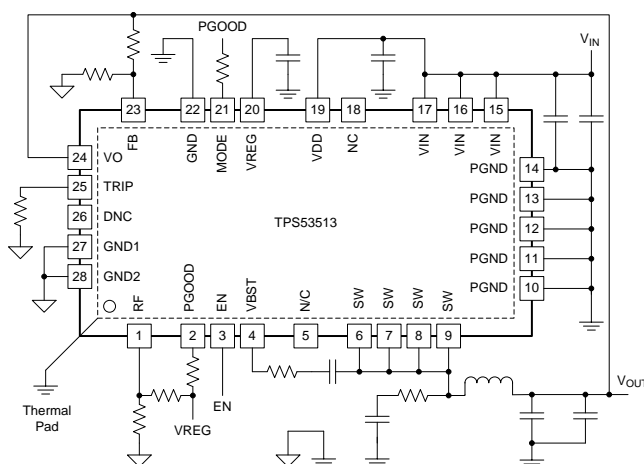 PGOOD
V_IN
23 22 21 20 19 18 17 16 15
FB GND MODE VREG VDD NC VIN VIN VIN
24 VO
25 TRIP
26 DNC
27 GND1
28 GND2
TPS53513
PGND 14
PGND 13
PGND 12
PGND 11
PGND 10
RF PGOOD EN VBST N/C SW SW SW SW
1 2 3 4 5 6 7 8 9
Thermal
Pad
VREG
EN
V_OUT